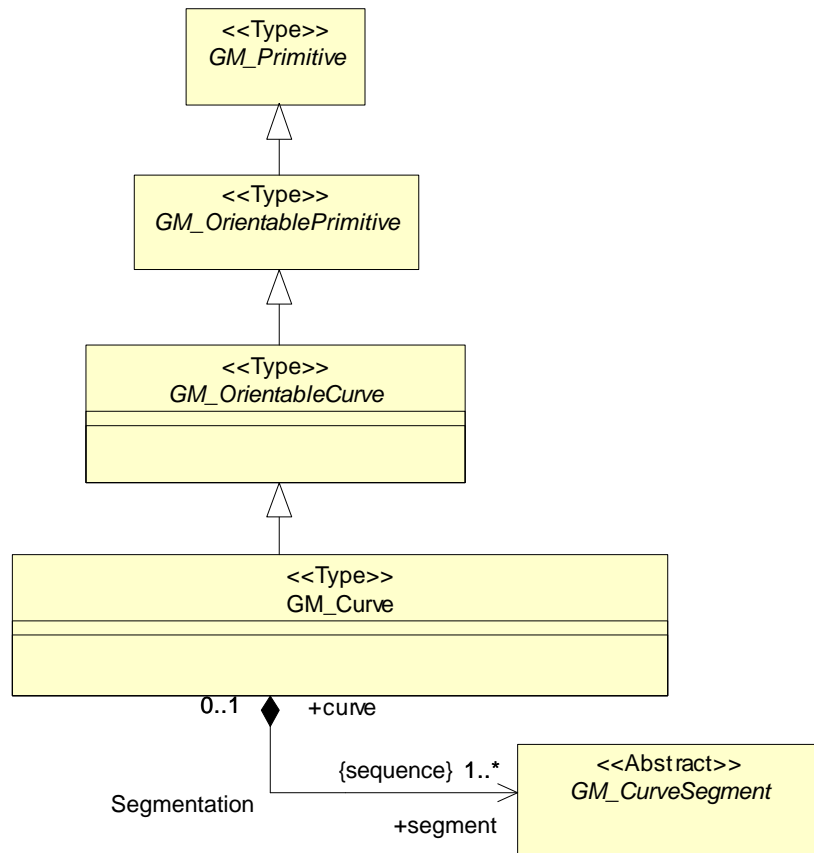 <<Type>>
GM_Primitive
<<Type>>
GM_OrientablePrimitive
<<Type>>
GM_OrientableCurve
<<Type>>
GM_Curve
0..1 +curve
{sequence} 1..*
Segmentation
+segment
<<Abstract>>
GM_CurveSegment